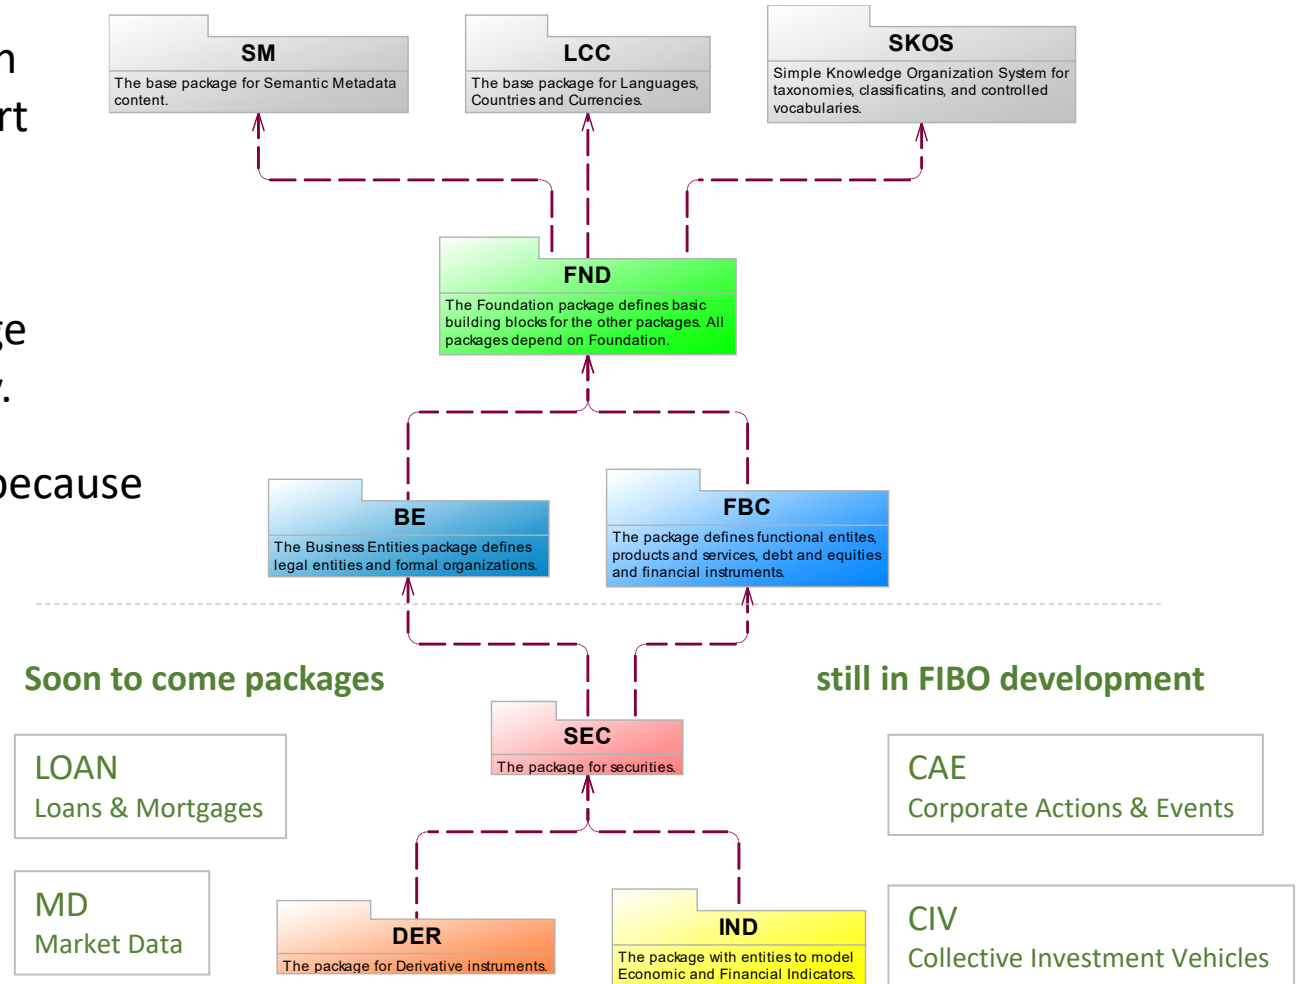 n
rt
ge
y.
because
SM
The base package for Semantic Metadata
content.
LCC
The base package for Languages,
Countries and Currencies.
SKOS
Simple Knowledge Organization System for
taxonomies, classificatins, and controlled
vocabularies.
FND
The Foundation package defines basic
building blocks for the other packages. All
packages depend on Foundation.
BE
The Business Entities package defines
legal entities and formal organizations.
FBC
The package defines functional entites,
products and services, debt and equities
and financial instruments.
Soon to come packages
still in FIBO development
SEC
The package for securities.
LOAN
Loans & Mortgages
CAE
Corporate Actions & Events
MD
Market Data
DER
The package for Derivative instruments.
IND
The package with entities to model
Economic and Financial Indicators.
CIV
Collective Investment Vehicles